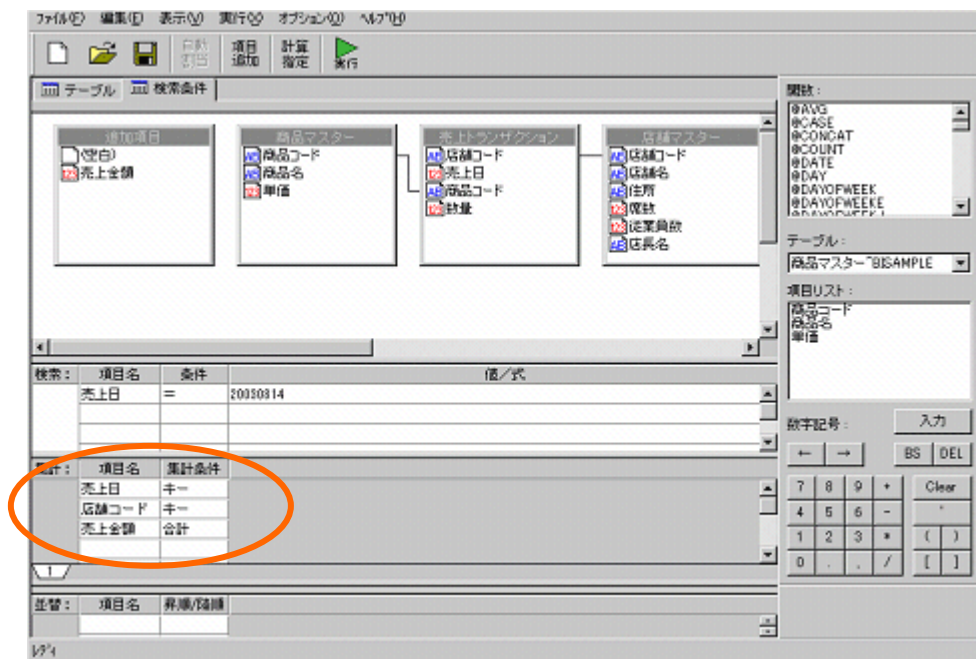 ファイル(F) 編集(E) 表示(V) 実行(X) オプション(O) ヘルプ(H)
自動割当 項目追加 計算指定 実行
テーブル 検索条件
追加項目
(空白)
売上金額
商品マスター
商品コード
商品名
単価
売上トランザクション
店舗コード
売上日
商品コード
数量
店舗マスター
店舗コード
店舗名
住所
席数
従業員数
店長名
検索： 項目名 条件 値／式
売上日 = 20030814
集計： 項目名 集計条件
売上日 キー
店舗コード キー
売上金額 合計
1
並替： 項目名 昇順/降順
レディ
関数：
@AVG
@CASE
@CONCAT
@COUNT
@DATE
@DAY
@DAYOFWEEK
@DAYOFWEEKE
@DAYOFWEEKJ
テーブル：
商品マスター~BISAMPLE
項目リスト：
商品コード
商品名
単価
数字記号： 入力
← → BS DEL
7 8 9 + Clear
4 5 6 - '
1 2 3 * ( )
0 . , / [ ]